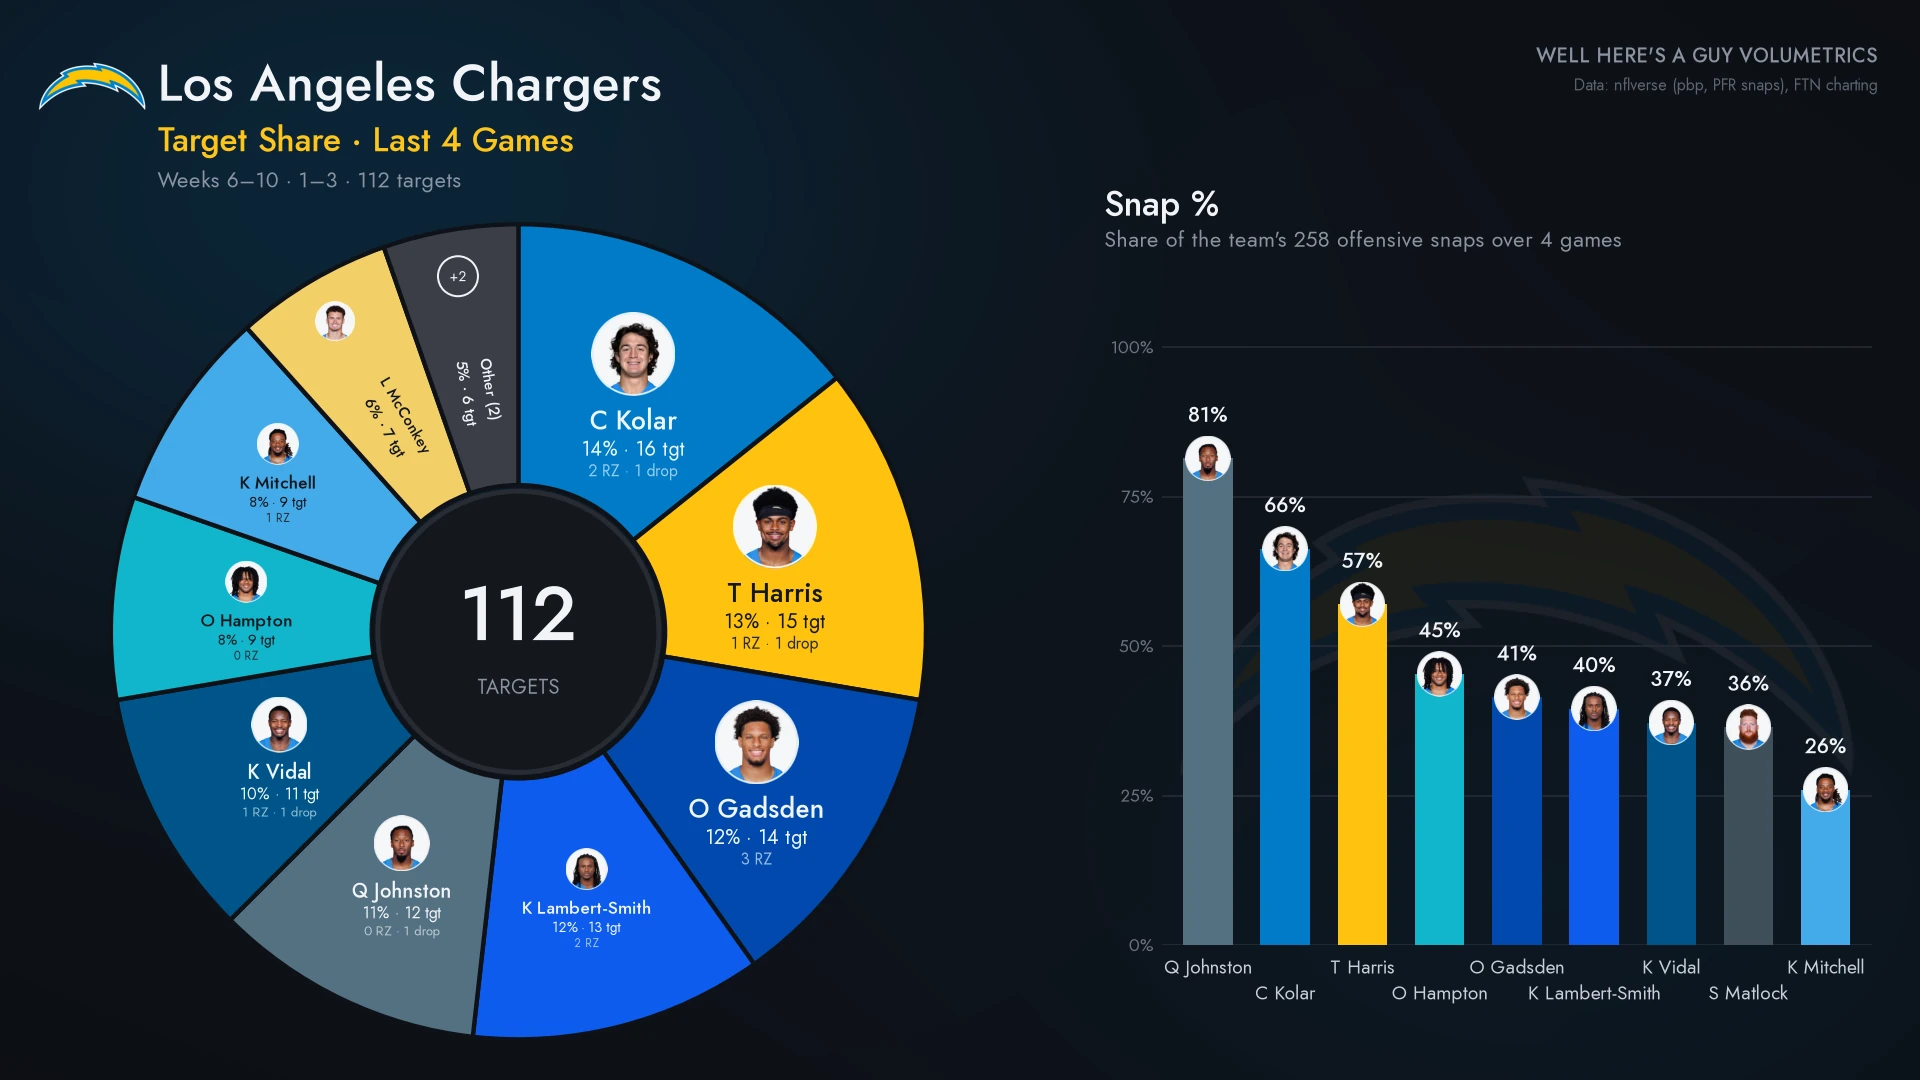 Los Angeles Chargers
Target Share · Last 4 Games
Weeks 6–10 · 1–3 · 112 targets
WELL HERE'S A GUY VOLUMETRICS
Data: nflverse (pbp, PFR snaps), FTN charting
C Kolar
14% · 16 tgt
2 RZ · 1 drop
T Harris
13% · 15 tgt
1 RZ · 1 drop
O Gadsden
12% · 14 tgt
3 RZ
K Lambert-Smith
12% · 13 tgt
2 RZ
Q Johnston
11% · 12 tgt
0 RZ · 1 drop
K Vidal
10% · 11 tgt
1 RZ · 1 drop
O Hampton
8% · 9 tgt
0 RZ
K Mitchell
8% · 9 tgt
1 RZ
L McConkey
6% · 7 tgt
+2
Other (2)
5% · 6 tgt
112
TARGETS
Snap %
Share of the team's 258 offensive snaps over 4 games
100%
75%
50%
25%
0%
81%
66%
57%
45%
41%
40%
37%
36%
26%
Q Johnston
C Kolar
T Harris
O Hampton
O Gadsden
K Lambert-Smith
K Vidal
S Matlock
K Mitchell